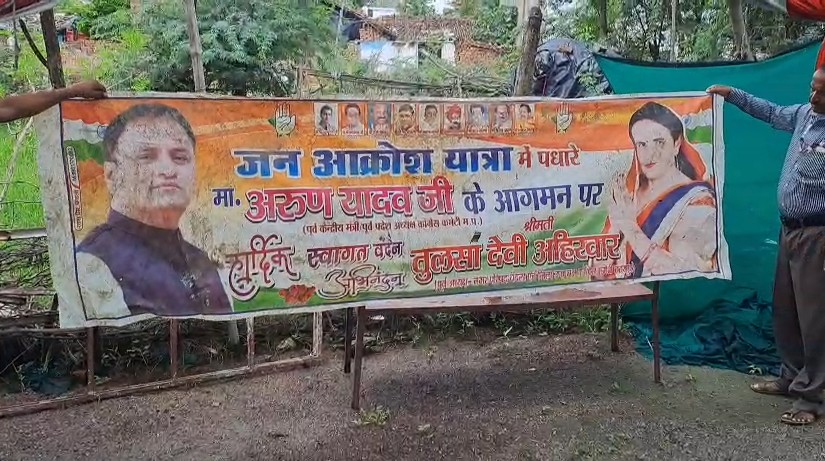 जन आक्रोश यात्रा में पधारे
मा. अरुण यादव जी के आगमन पर
(पूर्व केन्द्रीय मंत्री/पूर्व प्रदेश अध्यक्ष कांग्रेस कमेटी म.प्र.)
श्रीमती
हार्दिक स्वागत वंदन तुलसा देवी अहिरवार
अभिनंदन